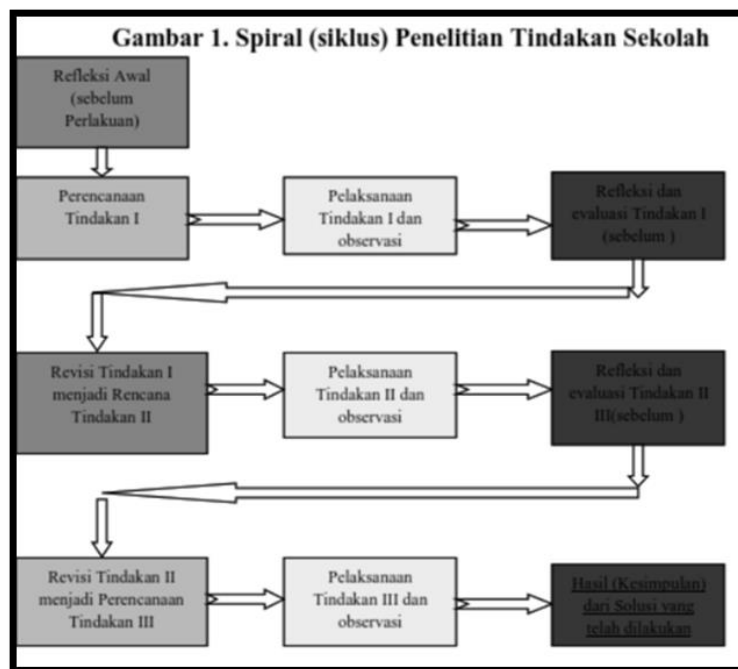 Gambar 1. Spiral (siklus) Penelitian Tindakan Sekolah
Refleksi Awal
(sebelum
Perlakuan)
Perencanaan
Tindakan I
Pelaksanaan
Tindakan I dan
observasi
Refleksi dan
evaluasi Tindakan I
(sebelum )
Revisi Tindakan I
menjadi Rencana
Tindakan II
Pelaksanaan
Tindakan II dan
observasi
Refleksi dan
evaluasi Tindakan II
III(sebelum )
Revisi Tindakan II
menjadi Perencanaan
Tindakan III
Pelaksanaan
Tindakan III dan
observasi
Hasil (Kesimpulan)
dari Solusi yang
telah dilakukan